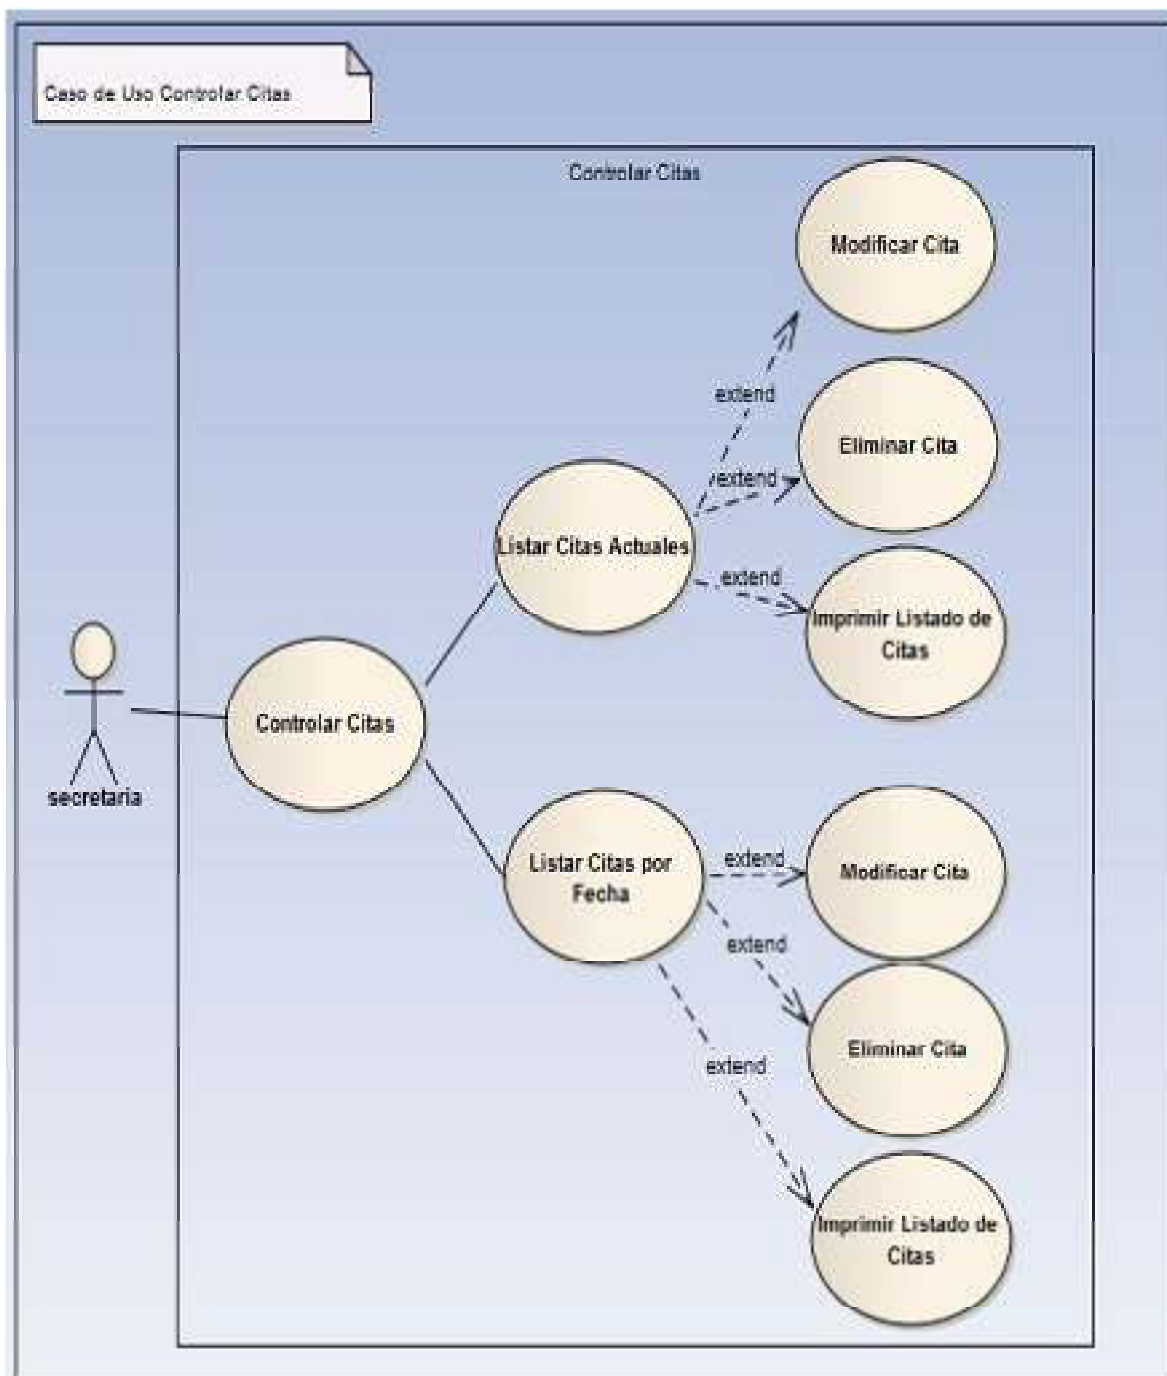 Caso de Uso Controlar Citas
Controlar Citas
Modificar Cita
extend
Eliminar Cita
extend
Listar Citas Actuales
extend
Imprimir Listado de
Citas
Controlar Citas
secretaria
Listar Citas por
Fecha
extend
Modificar Cita
extend
Eliminar Cita
extend
Imprimir Listado de
Citas